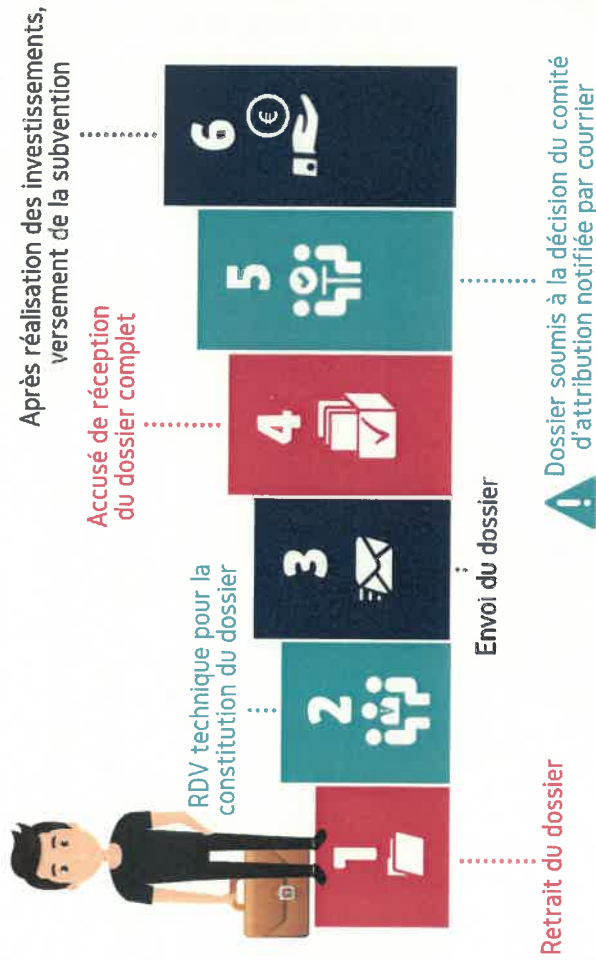 1
Retrait du dossier
2
RDV technique pour la
constitution du dossier
3
Envoi du dossier
4
Accusé de réception
du dossier complet
5
Dossier soumis à la décision du comité
d'attribution notifiée par courrier
6
€
Après réalisation des investissements,
versement de la subvention
!